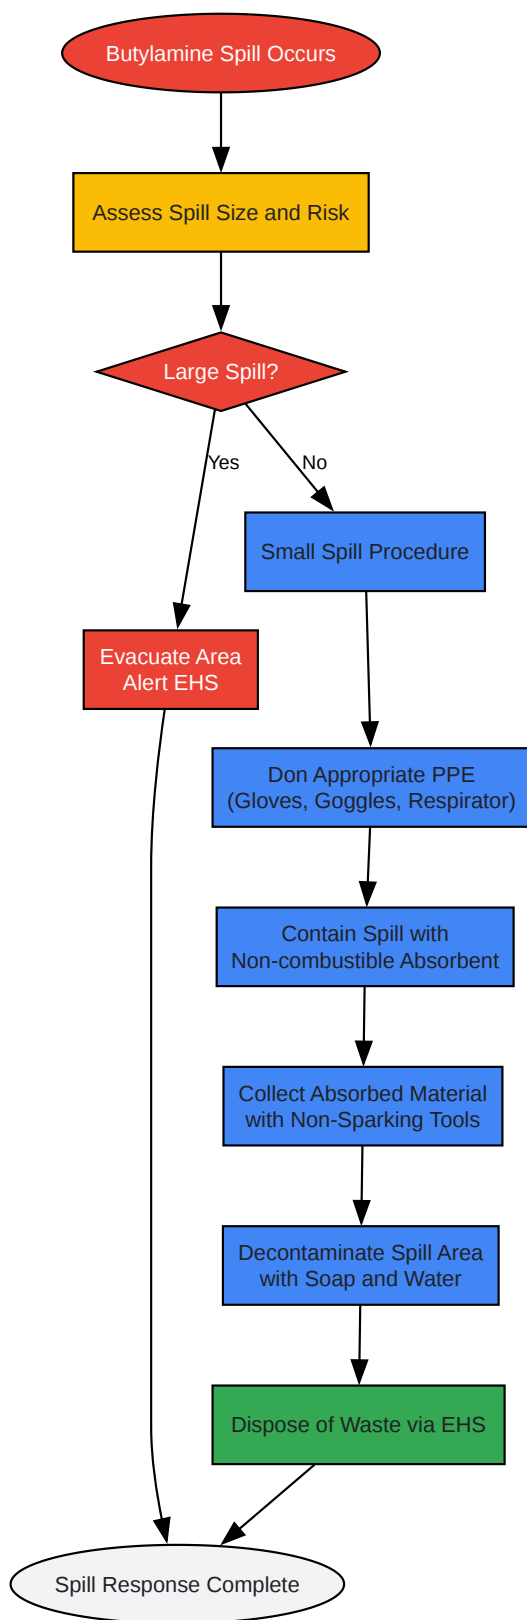 Butylamine Spill Occurs
Assess Spill Size and Risk
Large Spill?
Yes
No
Small Spill Procedure
Evacuate Area
Alert EHS
Don Appropriate PPE
(Gloves, Goggles, Respirator)
Contain Spill with
Non-combustible Absorbent
Collect Absorbed Material
with Non-Sparking Tools
Decontaminate Spill Area
with Soap and Water
Dispose of Waste via EHS
Spill Response Complete